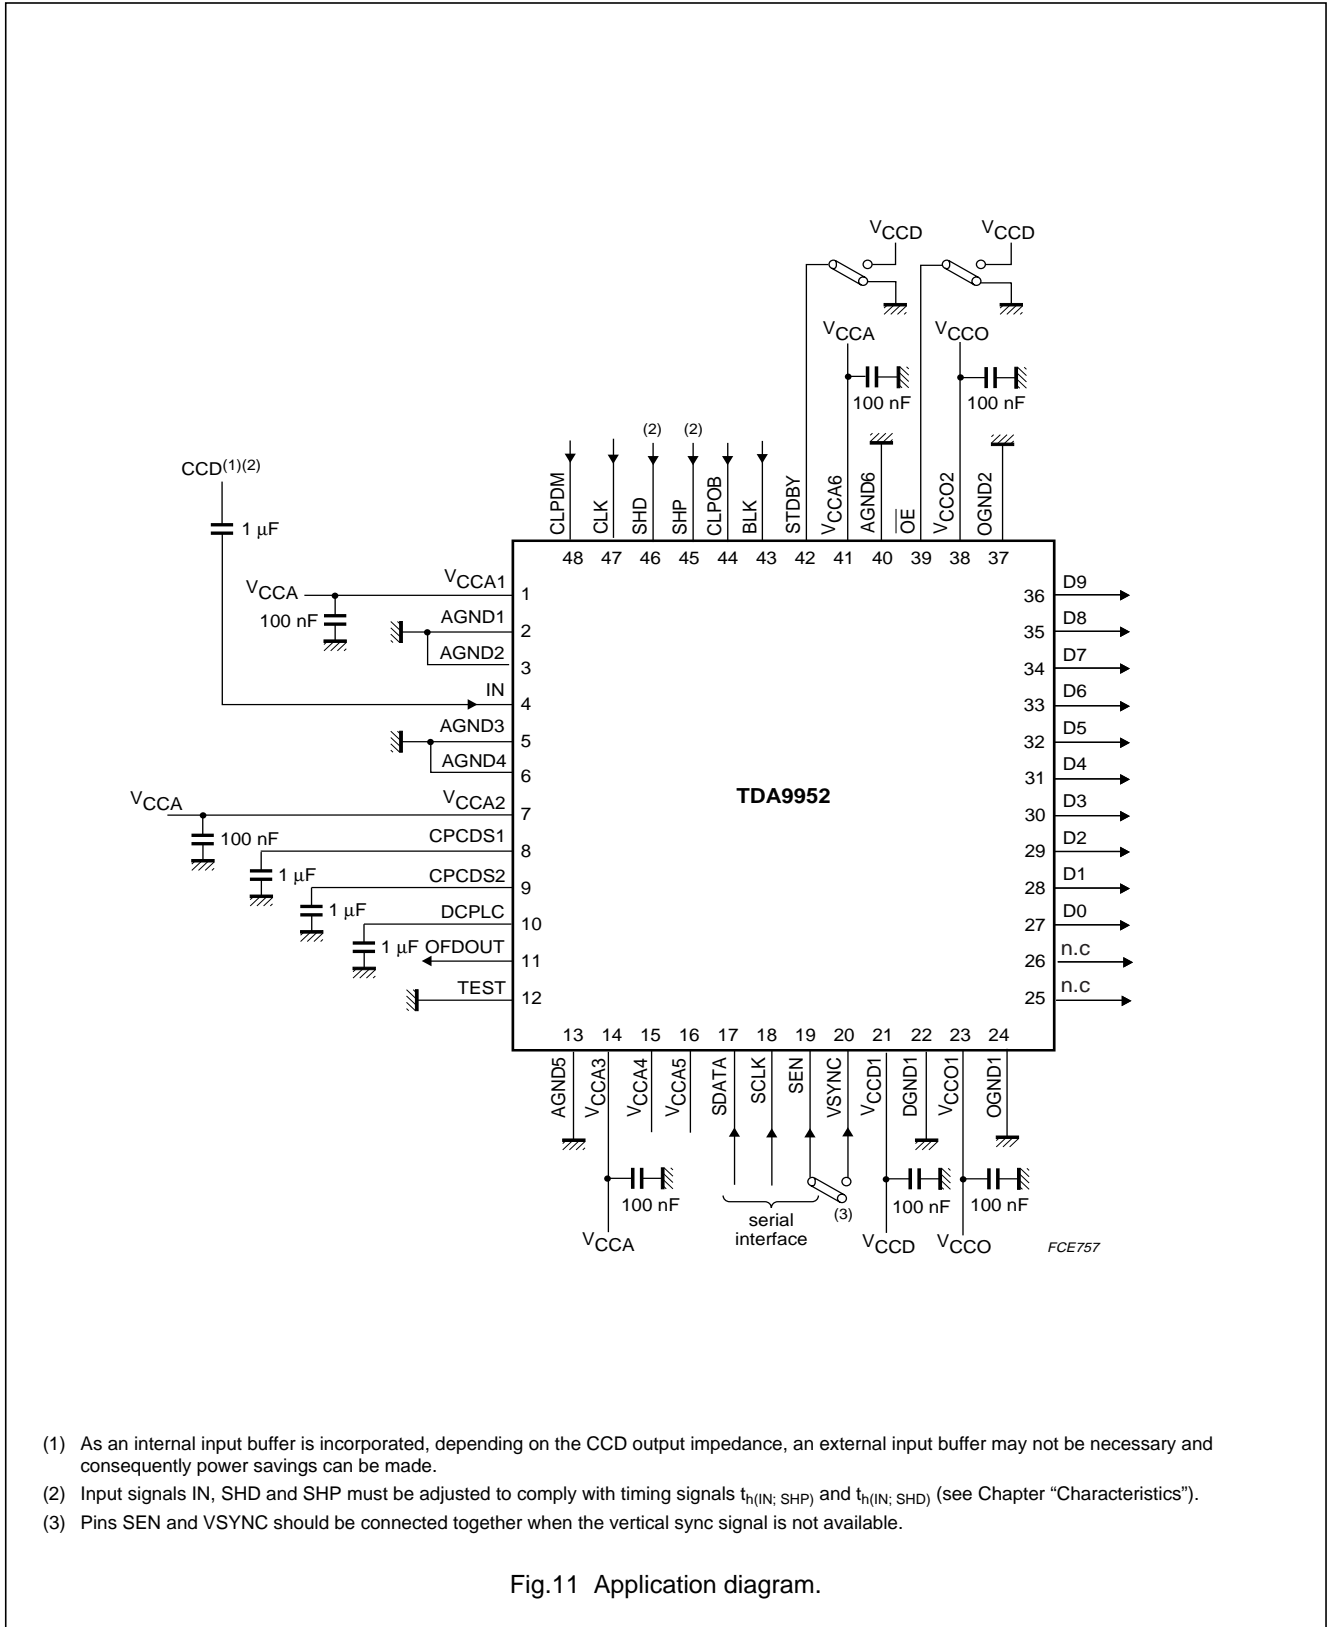 VCCD VCCD
VCCA VCCO
100 nF 100 nF
(2) (2)
CCD(1)(2)
1 μF
CLPDM CLK SHD SHP CLPOB BLK STDBY VCCA6 AGND6 OE VCCO2 OGND2
48 47 46 45 44 43 42 41 40 39 38 37
VCCA VCCA1 1 36 D9
100 nF AGND1 2 35 D8
AGND2 3 34 D7
IN 4 33 D6
AGND3 5 32 D5
AGND4 6 31 D4
TDA9952
VCCA VCCA2 7 30 D3
100 nF CPCDS1 8 29 D2
1 μF CPCDS2 9 28 D1
1 μF DCPLC 10 27 D0
1 μF OFDOUT 11 26 n.c
TEST 12 25 n.c
13 14 15 16 17 18 19 20 21 22 23 24
AGND5 VCCA3 VCCA4 VCCA5 SDATA SCLK SEN VSYNC VCCD1 DGND1 VCCO1 OGND1
100 nF 100 nF 100 nF
serial (3)
interface
VCCA VCCD VCCO FCE757
(1) As an internal input buffer is incorporated, depending on the CCD output impedance, an external input buffer may not be necessary and
consequently power savings can be made.
(2) Input signals IN, SHD and SHP must be adjusted to comply with timing signals th(IN; SHP) and th(IN; SHD) (see Chapter “Characteristics”).
(3) Pins SEN and VSYNC should be connected together when the vertical sync signal is not available.
Fig.11 Application diagram.